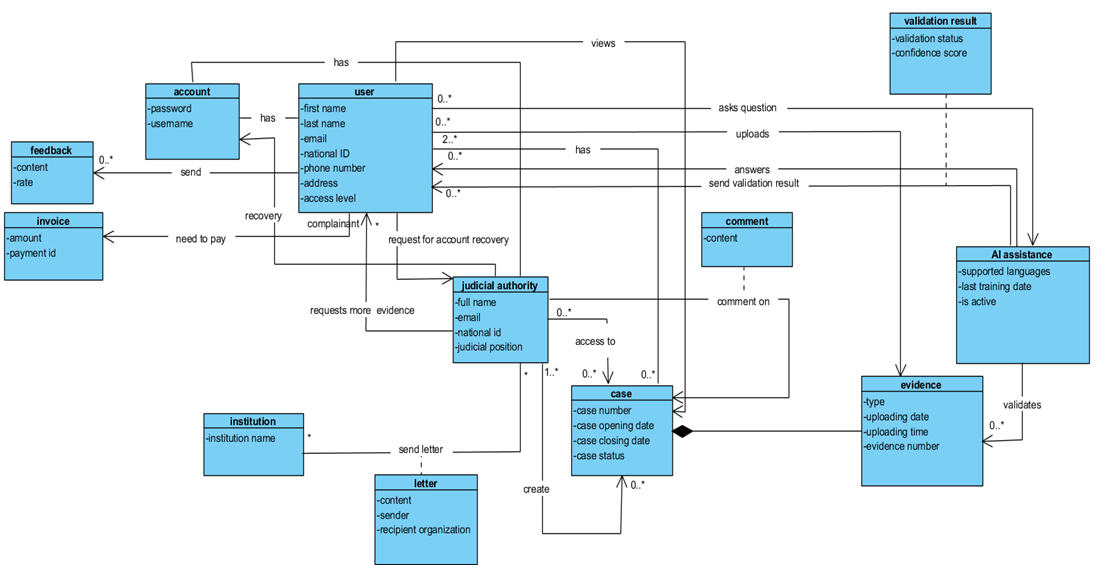 validation result
-validation status
-confidence score
views
has
account
-password
-username
user
-first name
-last name
-email
-national ID
-phone number
-address
-access level
has
0..*
asks question
0..*
uploads
2..*
has
0..*
answers
send validation result
0..*
feedback
-content
-rate
0..*
send
invoice
-amount
-payment id
need to pay
recovery
complainant
*
request for account recovery
comment
-content
AI assistance
-supported languages
-last training date
-is active
judicial authority
-full name
-email
-national id
-judicial position
requests more evidence
comment on
0..*
access to
0..*
0..*
*
1..*
case
-case number
-case opening date
-case closing date
-case status
evidence
-type
-uploading date
-uploading time
-evidence number
validates
0..*
institution
-institution name
*
send letter
letter
-content
-sender
-recipient organization
create
0..*